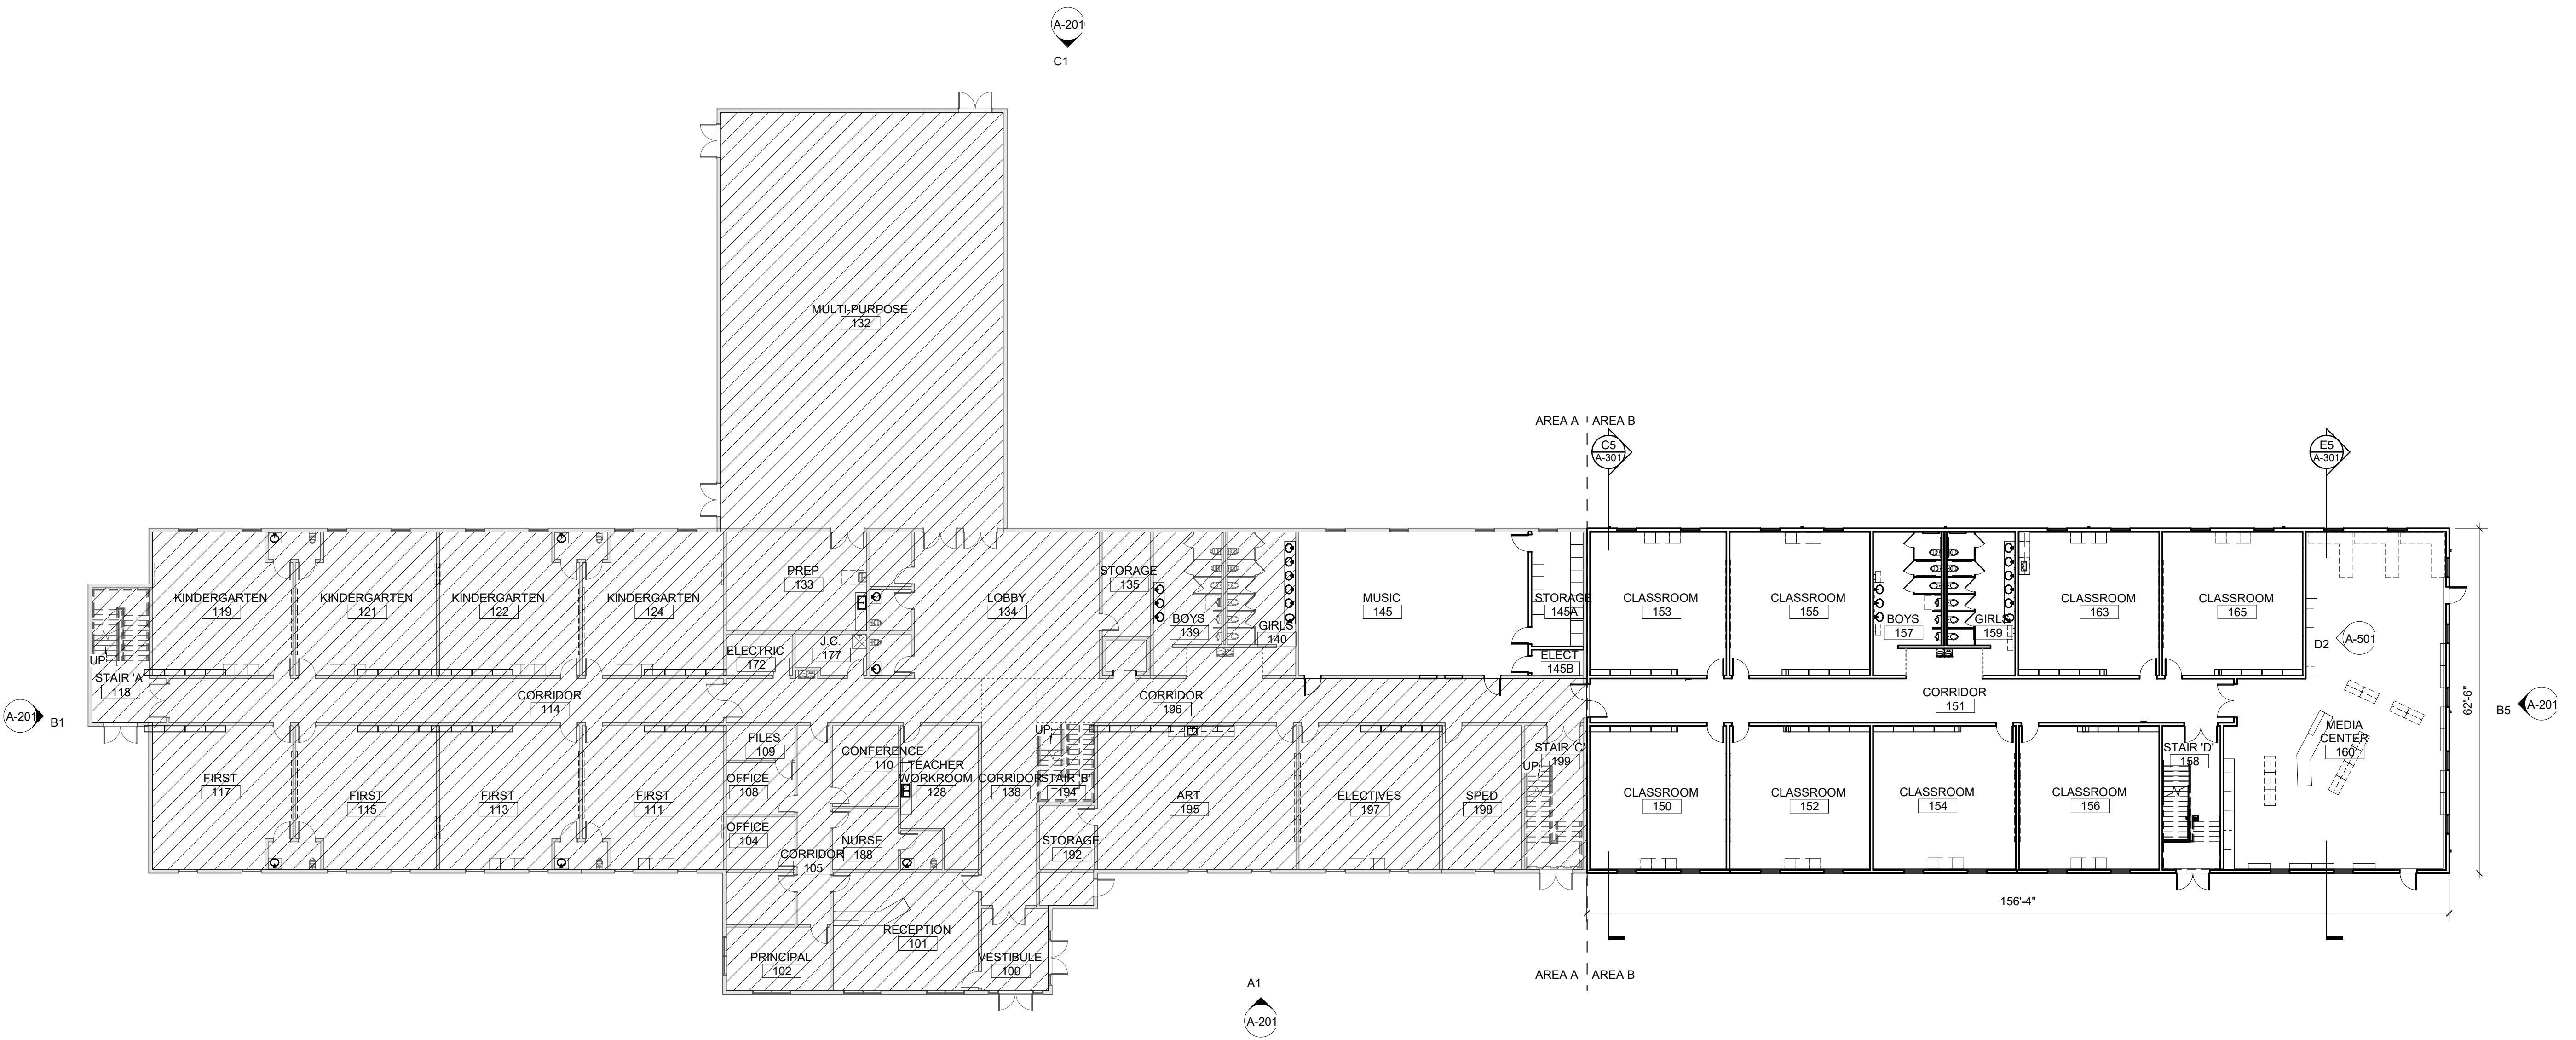 A-201
C1
MULTI-PURPOSE
132
AREA A
AREA B
C5
A-301
E5
A-301
KINDERGARTEN
119
KINDERGARTEN
121
KINDERGARTEN
122
KINDERGARTEN
124
PREP
133
LOBBY
134
STORAGE
135
BOYS
139
GIRLS
140
MUSIC
145
STORAGE
145A
ELECT
145B
CLASSROOM
153
CLASSROOM
155
BOYS
157
GIRLS
159
CLASSROOM
163
CLASSROOM
165
D2
A-501
ELECTRIC
172
J.C.
177
UP
STAIR 'A'
118
A-201
B1
CORRIDOR
114
CORRIDOR
196
CORRIDOR
151
62'-6"
B5
A-201
FIRST
117
FIRST
115
FIRST
113
FIRST
111
FILES
109
OFFICE
108
OFFICE
104
CORRIDOR
105
CONFERENCE
110
TEACHER
WORKROOM
128
NURSE
188
CORRIDOR
138
UP
STAIR 'B'
194
STORAGE
192
ART
195
ELECTIVES
197
SPED
198
STAIR 'C'
199
UP
CLASSROOM
150
CLASSROOM
152
CLASSROOM
154
CLASSROOM
156
STAIR 'D'
158
MEDIA
CENTER
160
156'-4"
RECEPTION
101
PRINCIPAL
102
VESTIBULE
100
AREA A
AREA B
A1
A-201